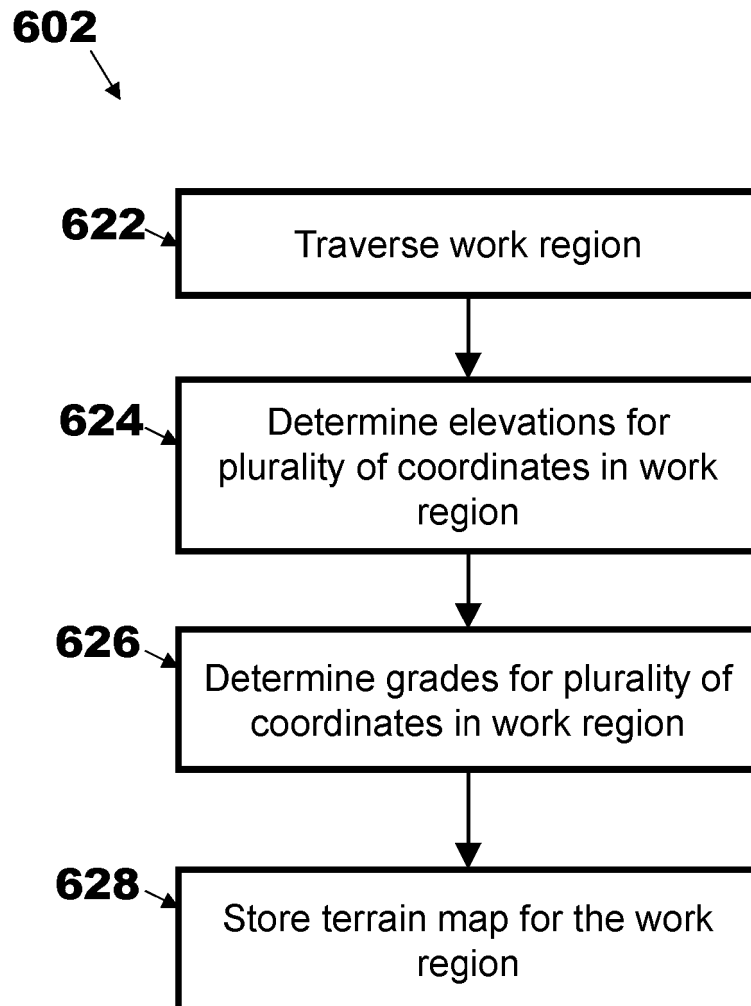 602
622
Traverse work region
624
Determine elevations for
plurality of coordinates in work
region
626
Determine grades for plurality of
coordinates in work region
628
Store terrain map for the work
region